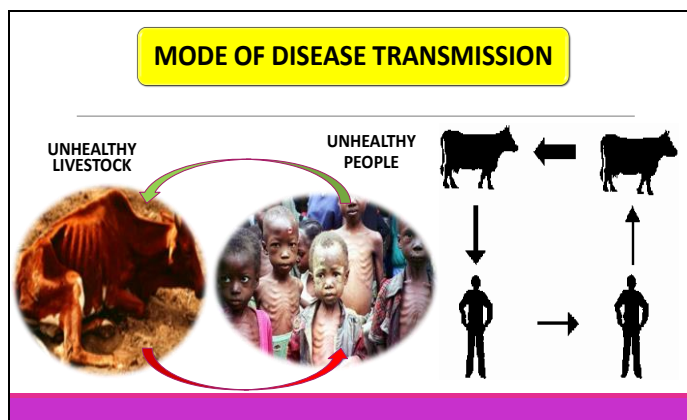 MODE OF DISEASE TRANSMISSION
UNHEALTHY
LIVESTOCK
UNHEALTHY
PEOPLE